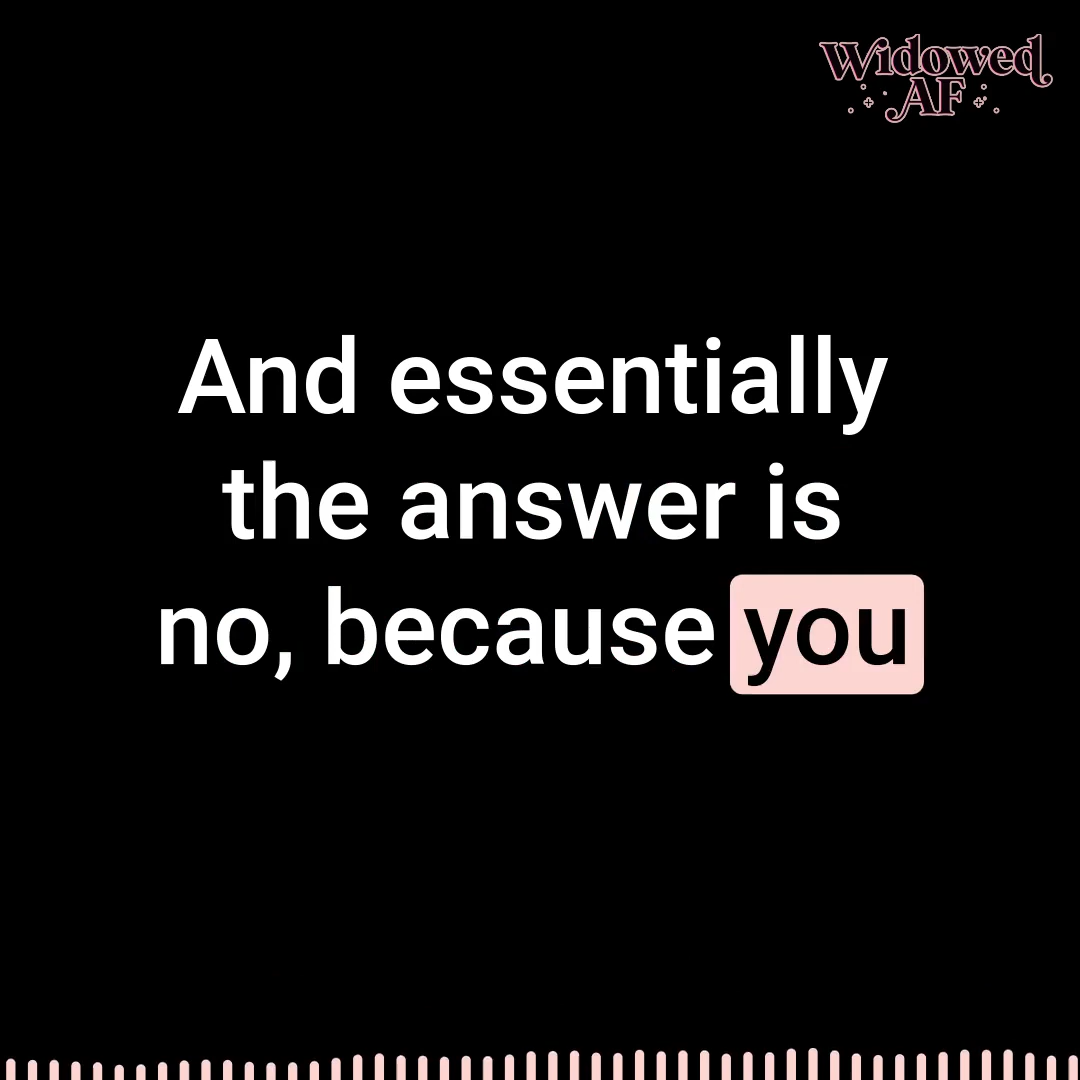 Widowed
AF
And essentially
the answer is
no, because you